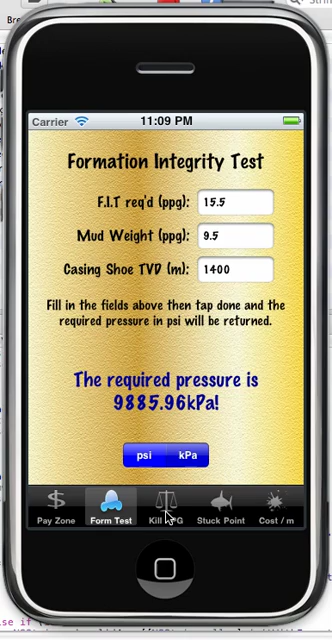 Carrier 11:09 PM
Formation Integrity Test
F.I.T req'd (ppg): 15.5
Mud Weight (ppg): 9.5
Casing Shoe TVD (m): 1400
Fill in the fields above then tap done and the
required pressure in psi will be returned.
The required pressure is
9885.96kPa!
psi kPa
Pay Zone Form Test Stuck Point Cost / m